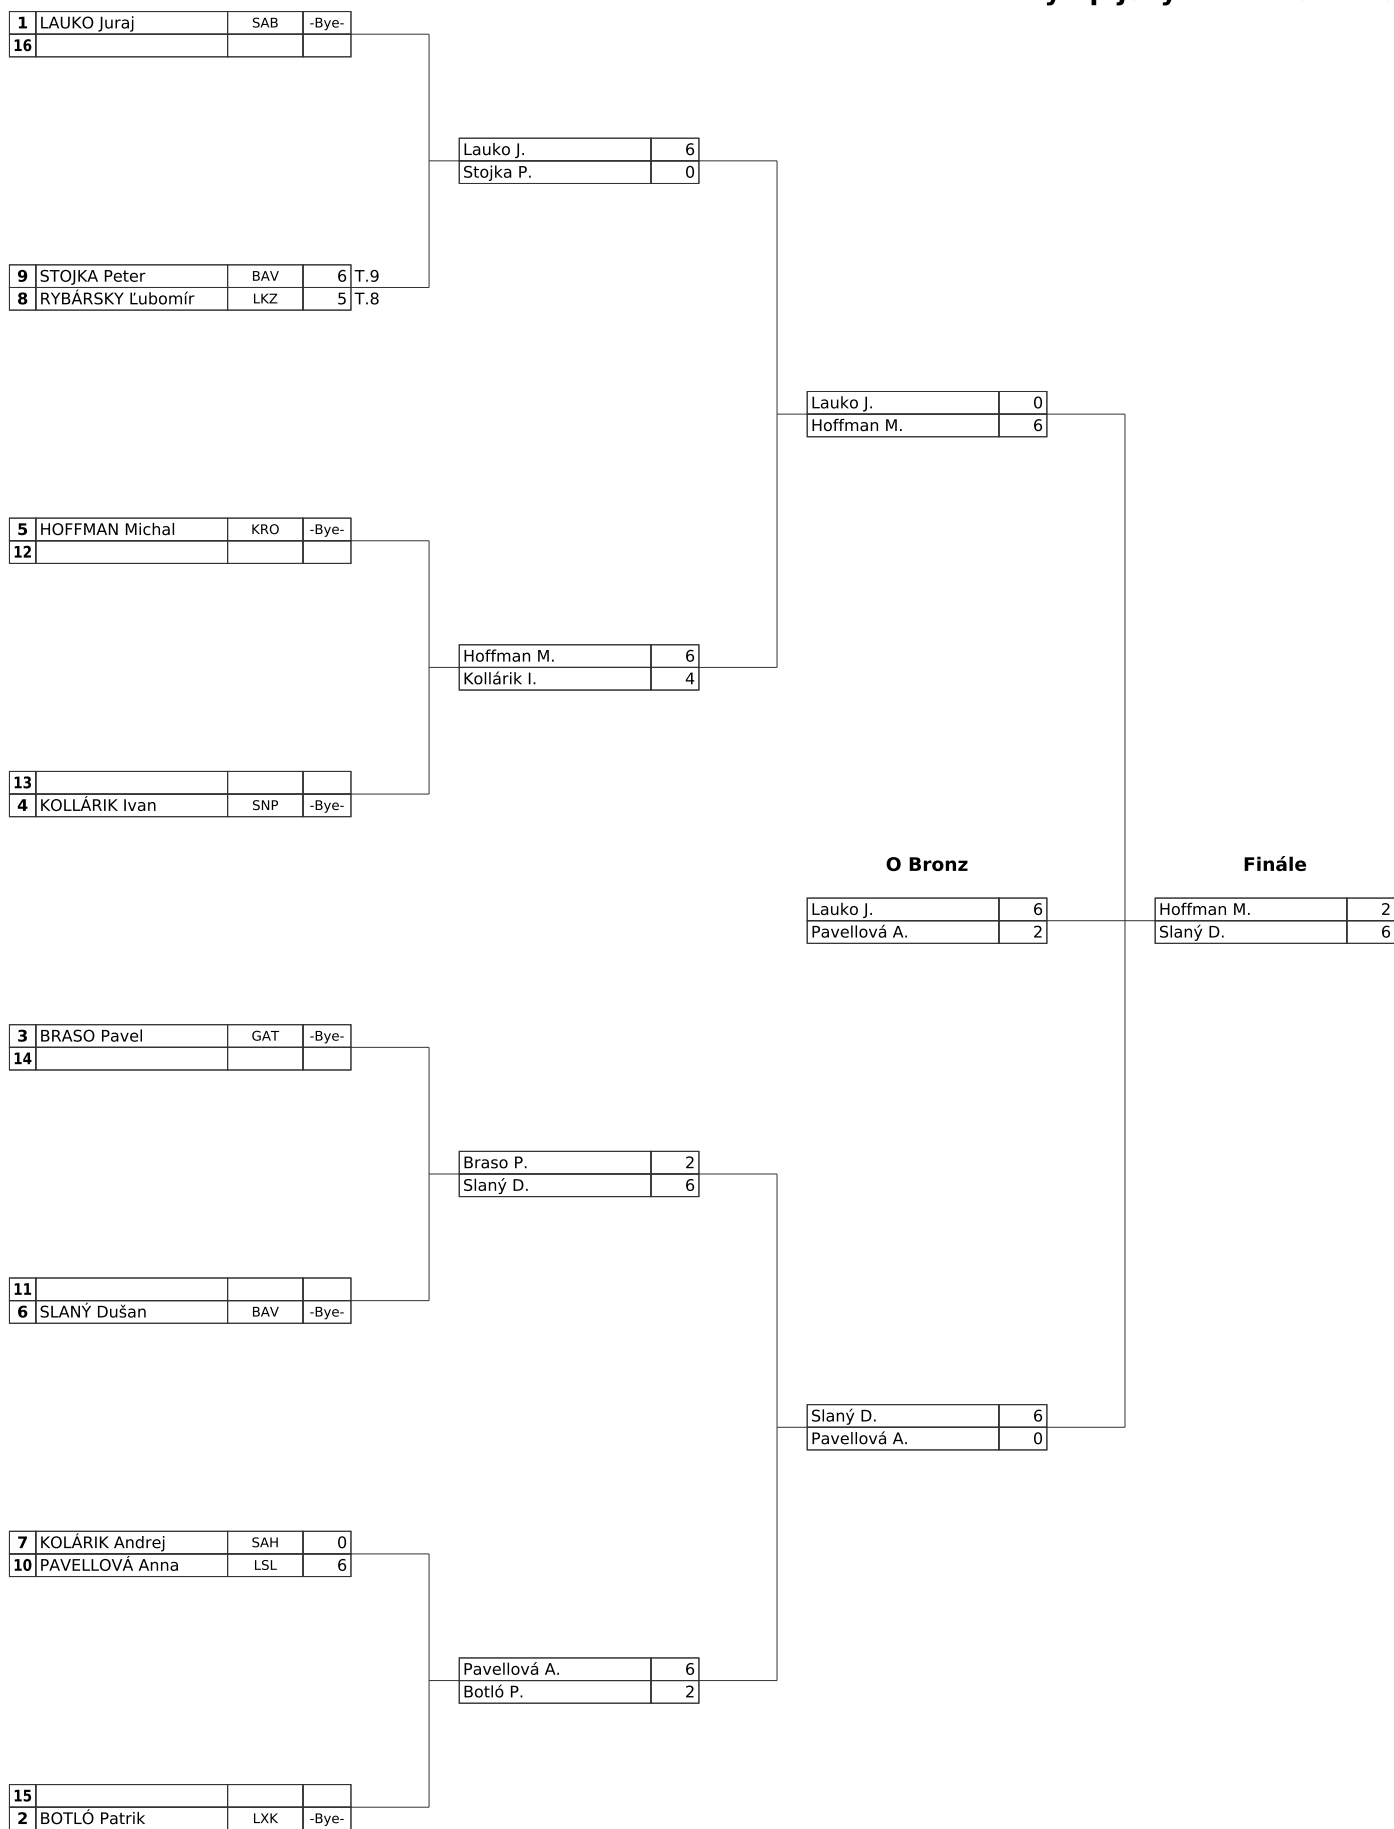 1 LAUKO Juraj SAB -Bye-
16
Lauko J. 6
Stojka P. 0
9 STOJKA Peter BAV 6 T.9
8 RYBÁRSKY Ľubomír LKZ 5 T.8
Lauko J. 0
Hoffman M. 6
5 HOFFMAN Michal KRO -Bye-
12
Hoffman M. 6
Kollárik I. 4
13
4 KOLLÁRIK Ivan SNP -Bye-
O Bronz Finále
Lauko J. 6 Hoffman M. 2
Pavellová A. 2 Slaný D. 6
3 BRASO Pavel GAT -Bye-
14
Braso P. 2
Slaný D. 6
11
6 SLANÝ Dušan BAV -Bye-
Slaný D. 6
Pavellová A. 0
7 KOLÁRIK Andrej SAH 0
10 PAVELLOVÁ Anna LSL 6
Pavellová A. 6
Botló P. 2
15
2 BOTLÓ Patrik LXK -Bye-